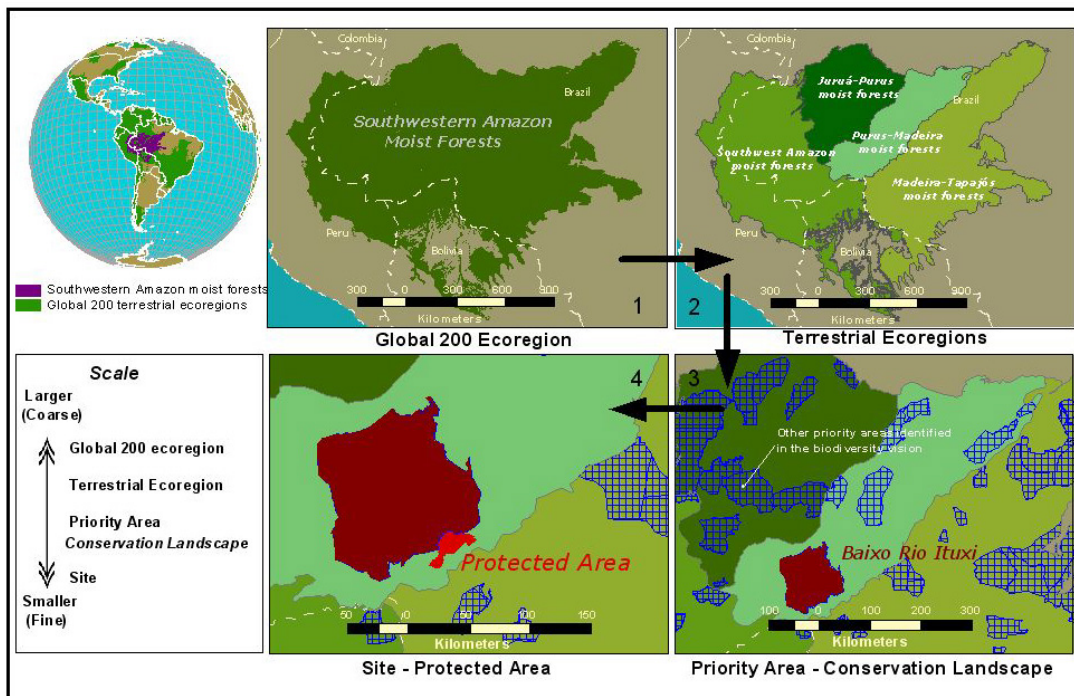 Southwestern Amazon moist forests
Global 200 terrestrial ecoregions
Colombia
Brazil
Southwestern Amazon
Moist Forests
Peru
Bolivia
300 0 300 600 900
Kilometers
1
Global 200 Ecoregion
Colombia
Juruá-Purus
moist forests
Brazil
Purus-Madeira
moist forests
Southwest Amazon
moist forests
Madeira-Tapajós
moist forests
Peru
Bolivia
300 0 300 600 900
Kilometers
2
Terrestrial Ecoregions
Scale
Larger
(Coarse)
Global 200 ecoregion
Terrestrial Ecoregion
Priority Area
Conservation Landscape
Site
Smaller
(Fine)
4
Protected Area
50 0 50 100 150
Kilometers
Site - Protected Area
3
Other priority areas identified
in the biodiversity vision
Baixo Rio Ituxi
100 0 100 200 300
Kilometers
Priority Area - Conservation Landscape